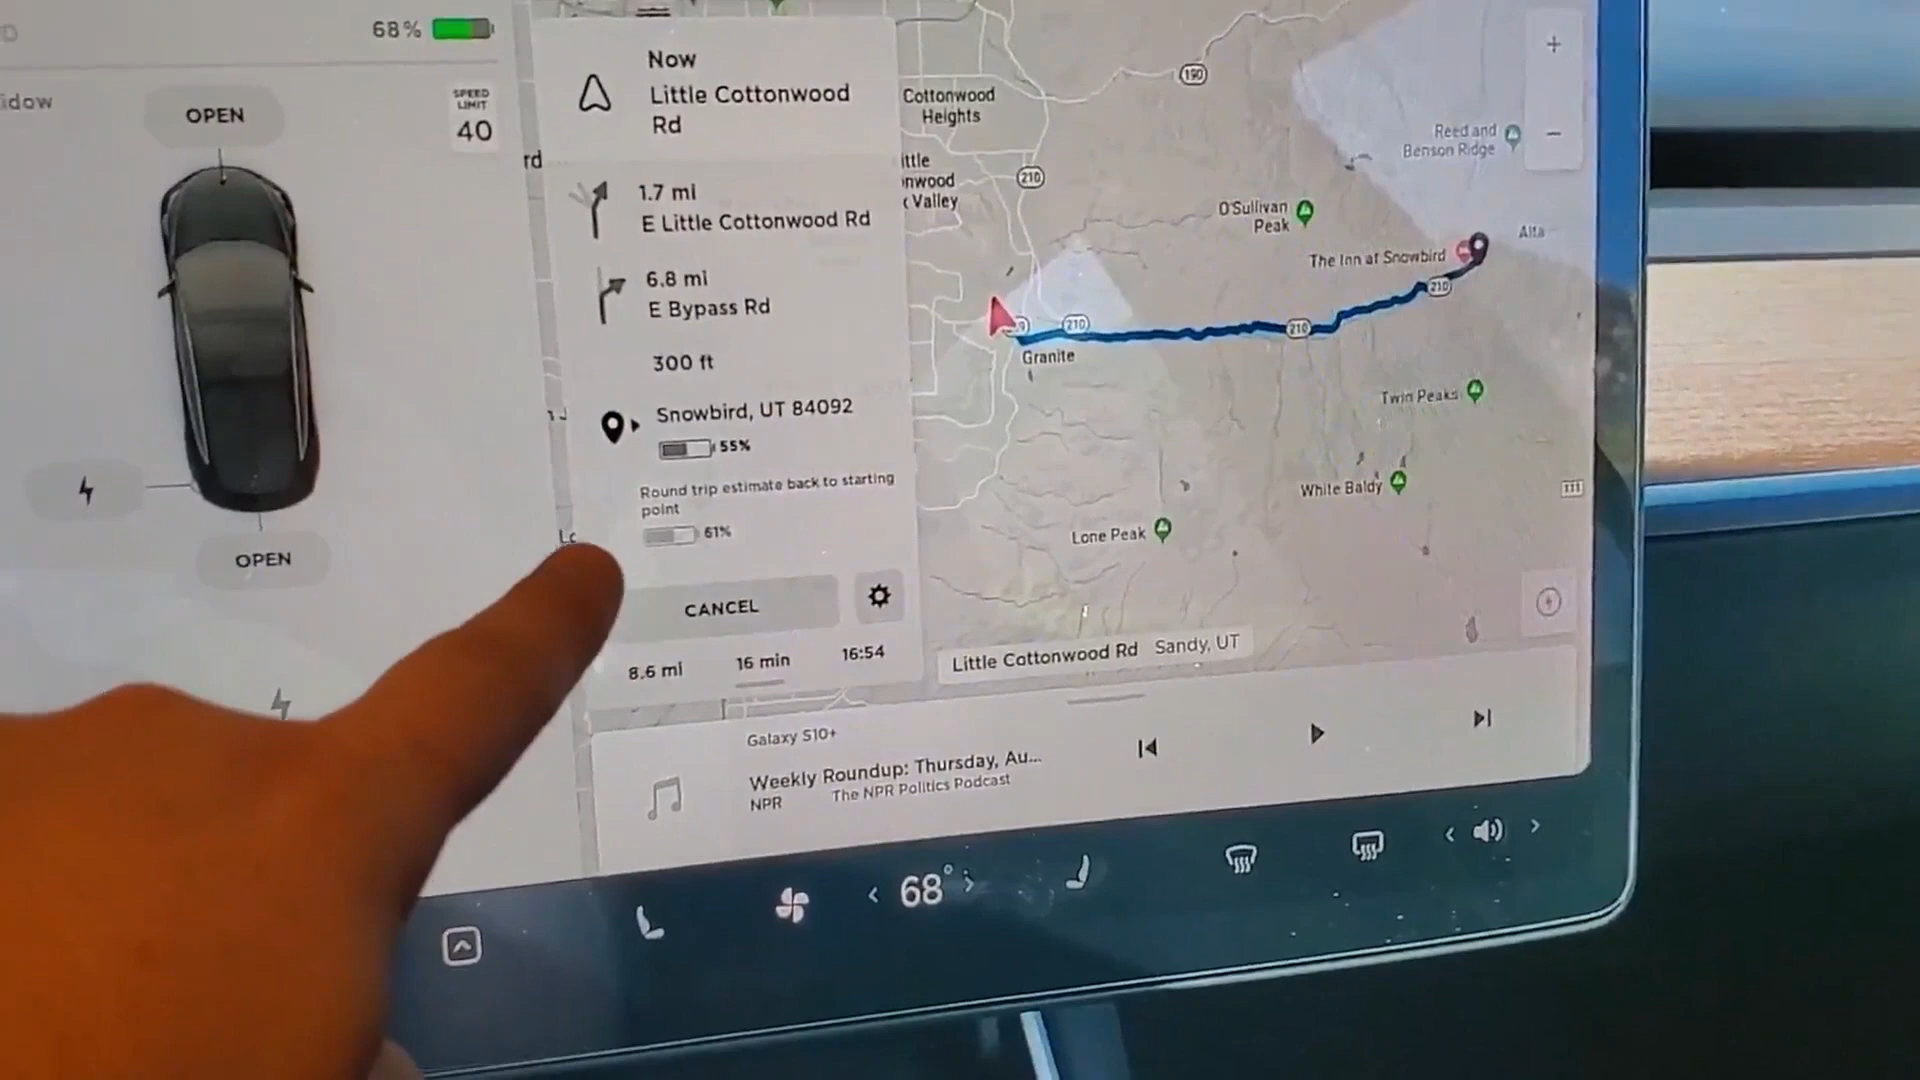 68%
OPEN
SPEED
LIMIT
40
OPEN
Now
Little Cottonwood
Rd
1.7 mi
E Little Cottonwood Rd
6.8 mi
E Bypass Rd
300 ft
Snowbird, UT 84092
55%
Round trip estimate back to starting
point
61%
CANCEL
8.6 mi 16 min 16:54
rd
Lc
Cottonwood
Heights
190
210
Reed and
Benson Ridge
O'Sullivan
Peak
Alta
The Inn at Snowbird
210
210
210
Granite
Twin Peaks
White Baldy
Lone Peak
Little Cottonwood Rd Sandy, UT
Galaxy S10+
Weekly Roundup: Thursday, Au...
NPR The NPR Politics Podcast
68°